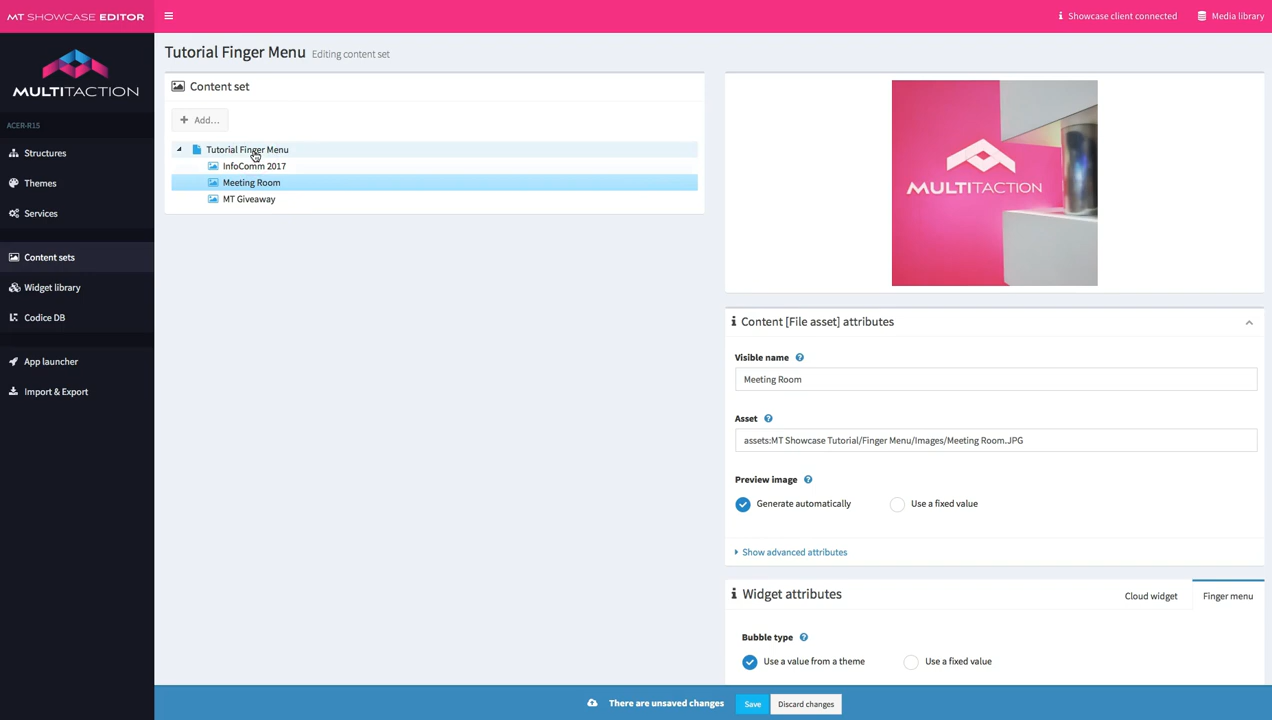 MT SHOWCASE EDITOR
Showcase client connected
Media library
MULTITACTION
ACER-R15
Structures
Themes
Services
Content sets
Widget library
Codice DB
App launcher
Import & Export
Tutorial Finger Menu Editing content set
Content set
Add...
Tutorial Finger Menu
InfoComm 2017
Meeting Room
MT Giveaway
MULTITACTION
Content [File asset] attributes
Visible name
Meeting Room
Asset
assets:MT Showcase Tutorial/Finger Menu/Images/Meeting Room.JPG
Preview image
Generate automatically Use a fixed value
Show advanced attributes
Widget attributes Cloud widget Finger menu
Bubble type
Use a value from a theme Use a fixed value
There are unsaved changes Save Discard changes